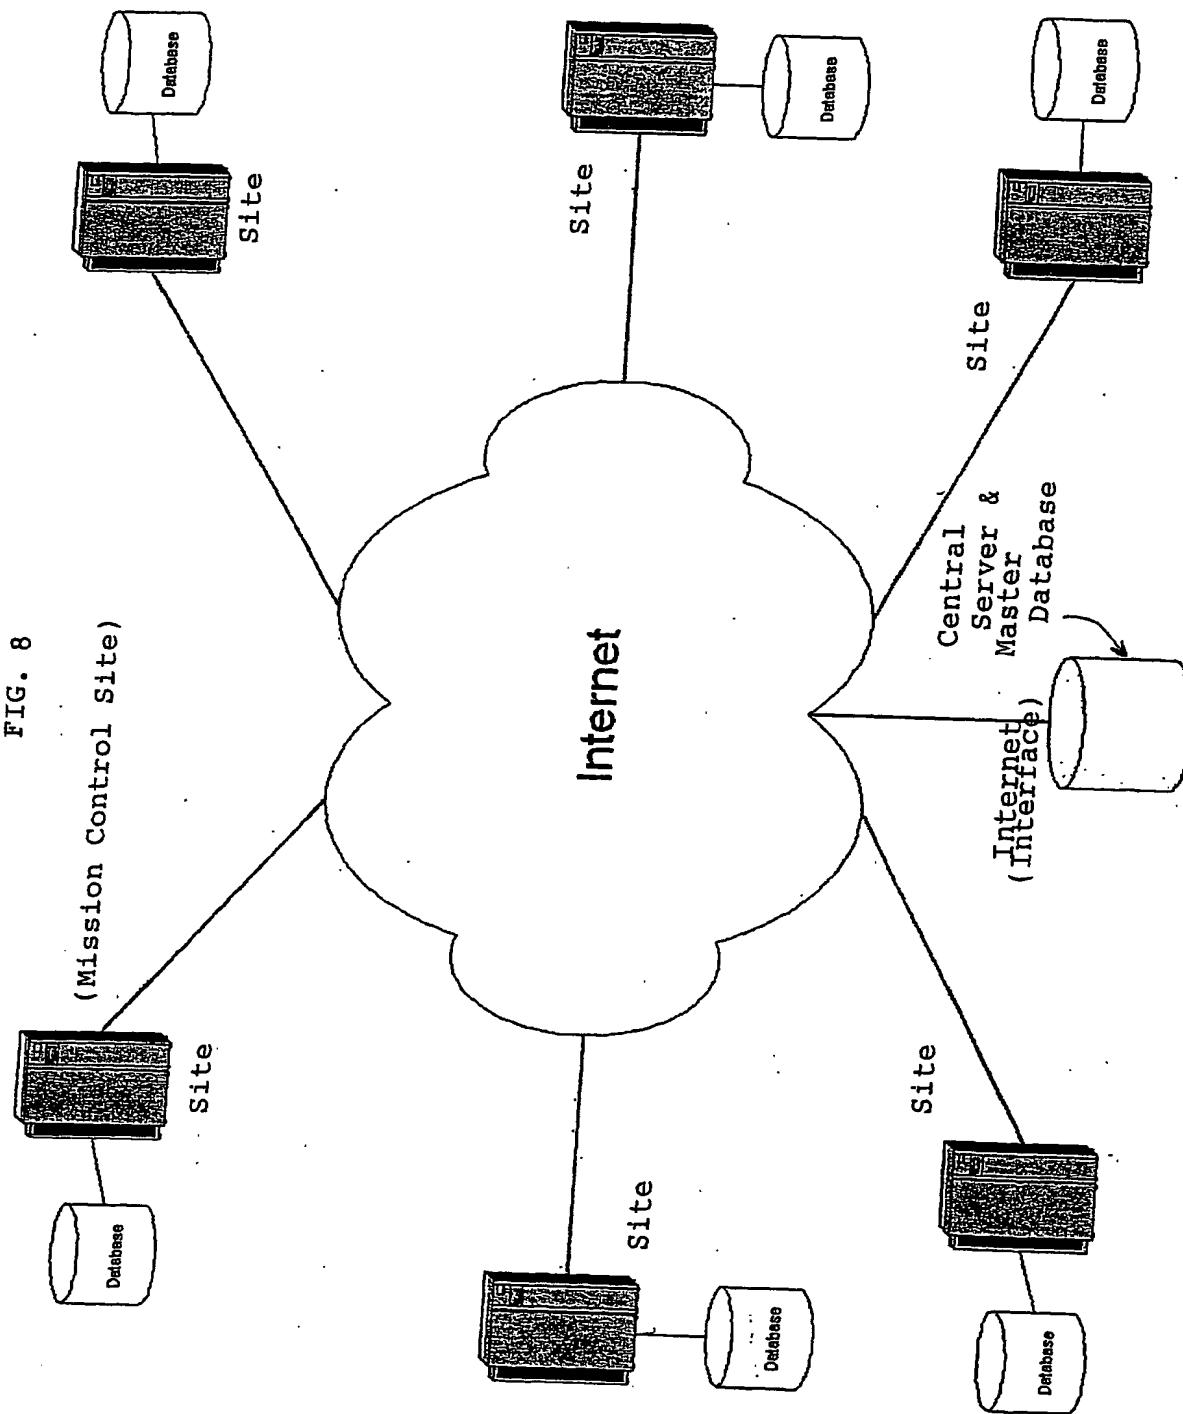 FIG. 8
(Mission Control Site)
Database
Database
Site
Site
Site
Internet
Site
Database
Database
Site
Site
Central
Server &
Master
Database
Internet
(Interface)
Database
Database